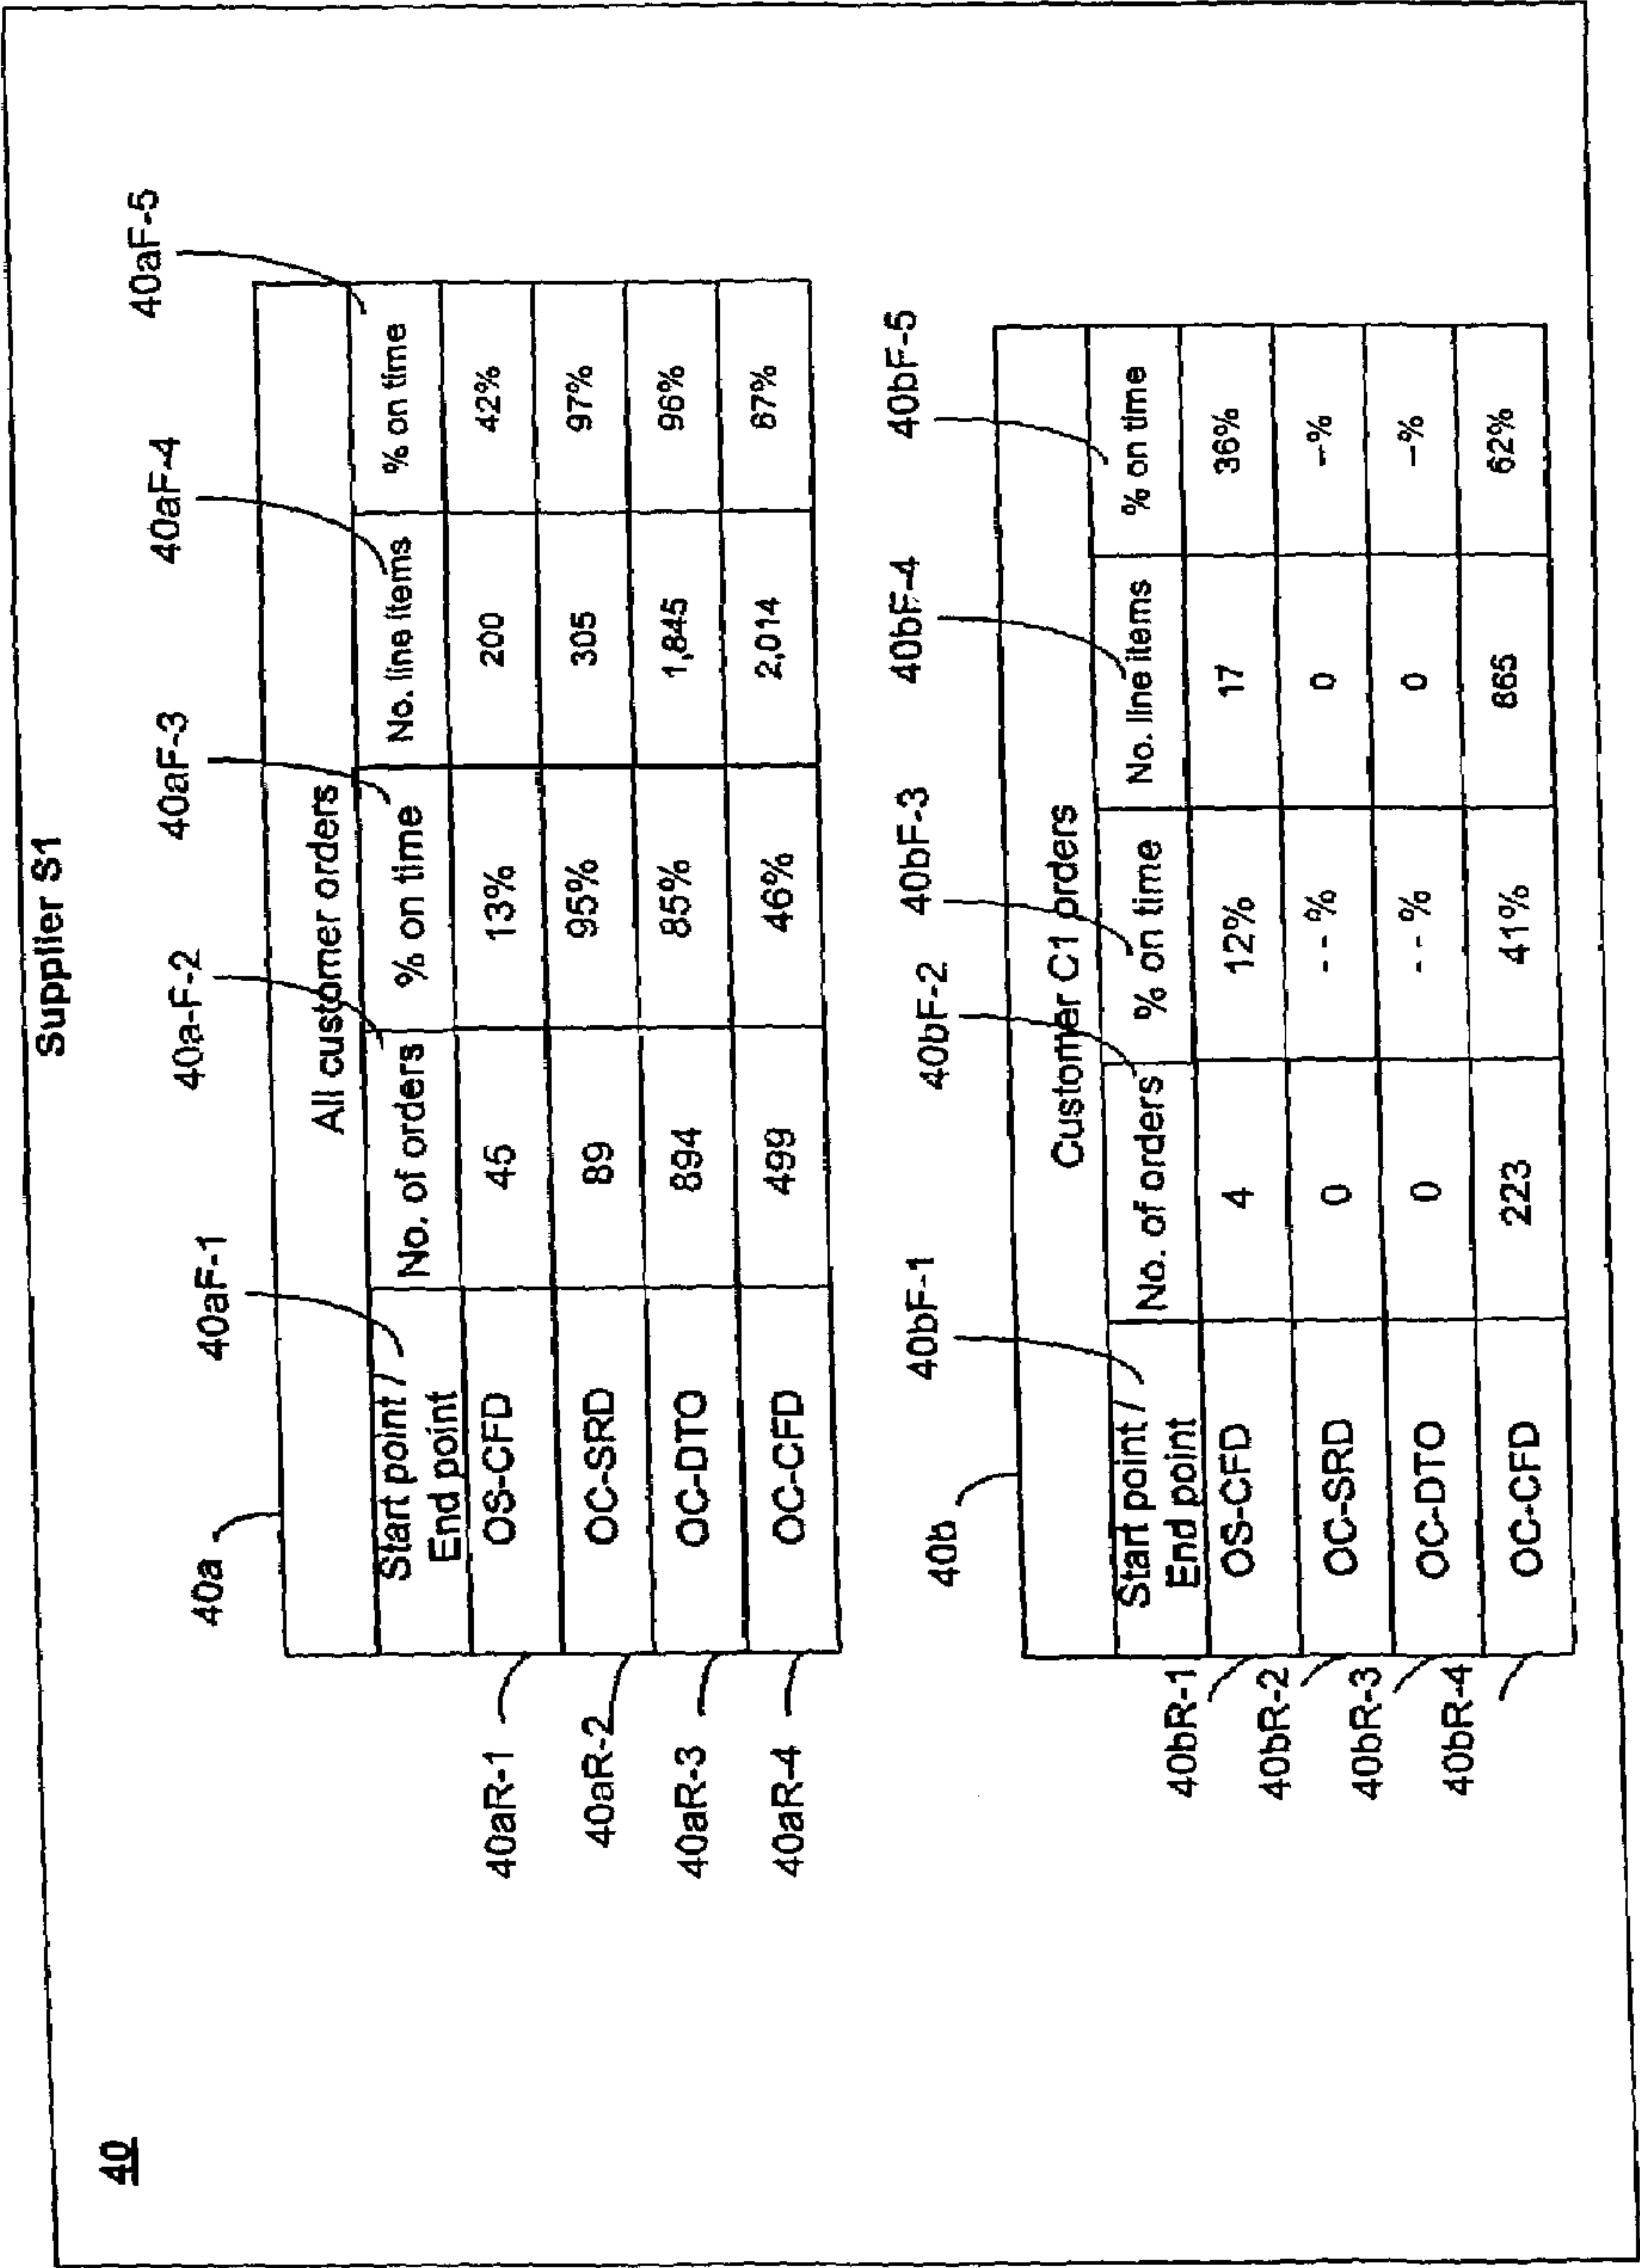 40
Supplier S1
40a 40aF-1 40a-F-2 40aF-3 40aF-4 40aF-5
All customer orders
Start point / End point No. of orders % on time No. line items % on time
40aR-1 OS-CFD 45 13% 200 42%
40aR-2 OC-SRD 89 95% 305 97%
40aR-3 OC-DTO 894 85% 1,845 96%
40aR-4 OC-CFD 499 46% 2,014 67%
40b 40bF-1 40bF-2 40bF-3 40bF-4 40bF-5
Customer C1 orders
Start point / End point No. of orders % on time No. line items % on time
40bR-1 OS-CFD 4 12% 17 36%
40bR-2 OC-SRD 0 --% 0 --%
40bR-3 OC-DTO 0 --% 0 --%
40bR-4 OC-CFD 223 41% 865 62%